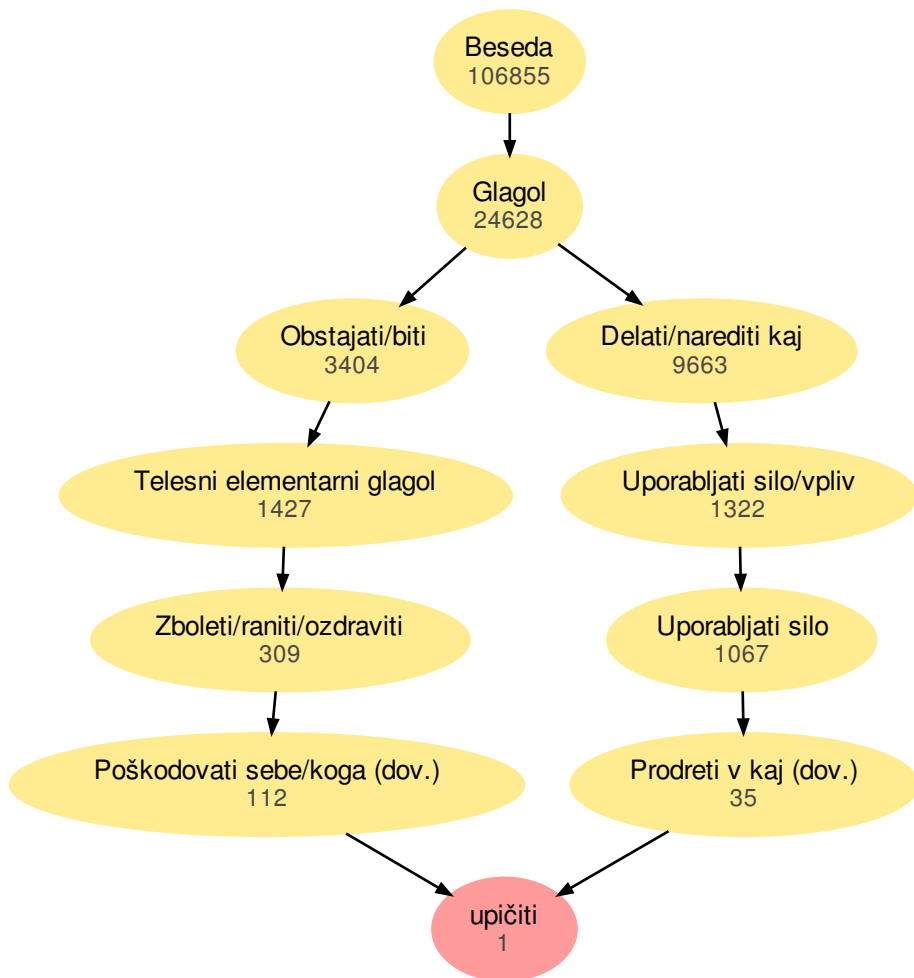 Beseda
106855
Glagol
24628
Obstajati/biti
3404
Delati/narediti kaj
9663
Telesni elementarni glagol
1427
Uporabljati silo/vpliv
1322
Zboleti/raniti/ozdraviti
309
Uporabljati silo
1067
Poškodovati sebe/koga (dov.)
112
Prodreti v kaj (dov.)
35
upičiti
1